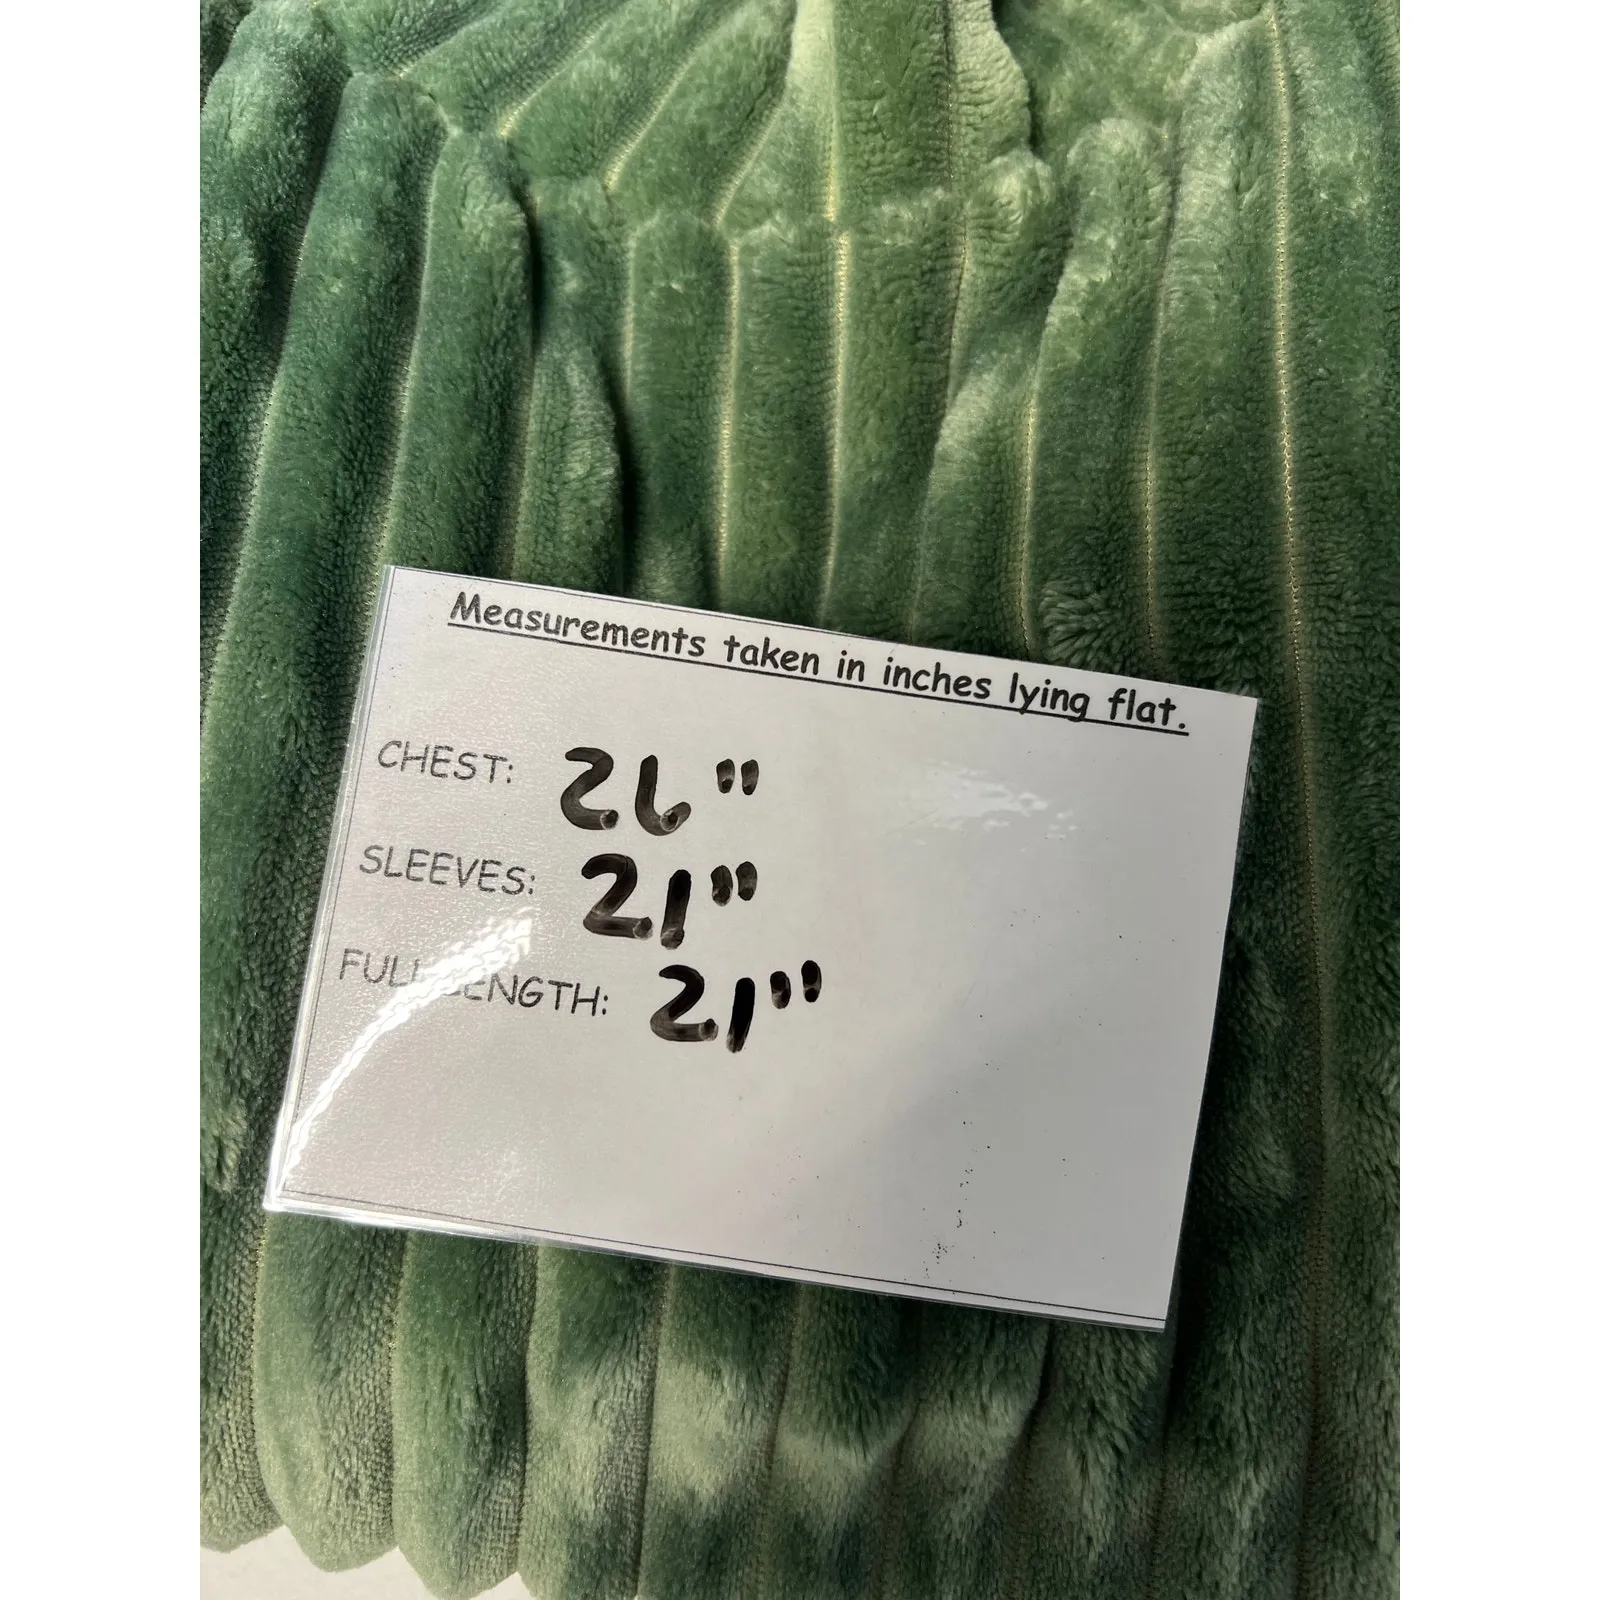 Measurements taken in inches lying flat.
CHEST: 26"
SLEEVES: 21"
FULL LENGTH: 21"